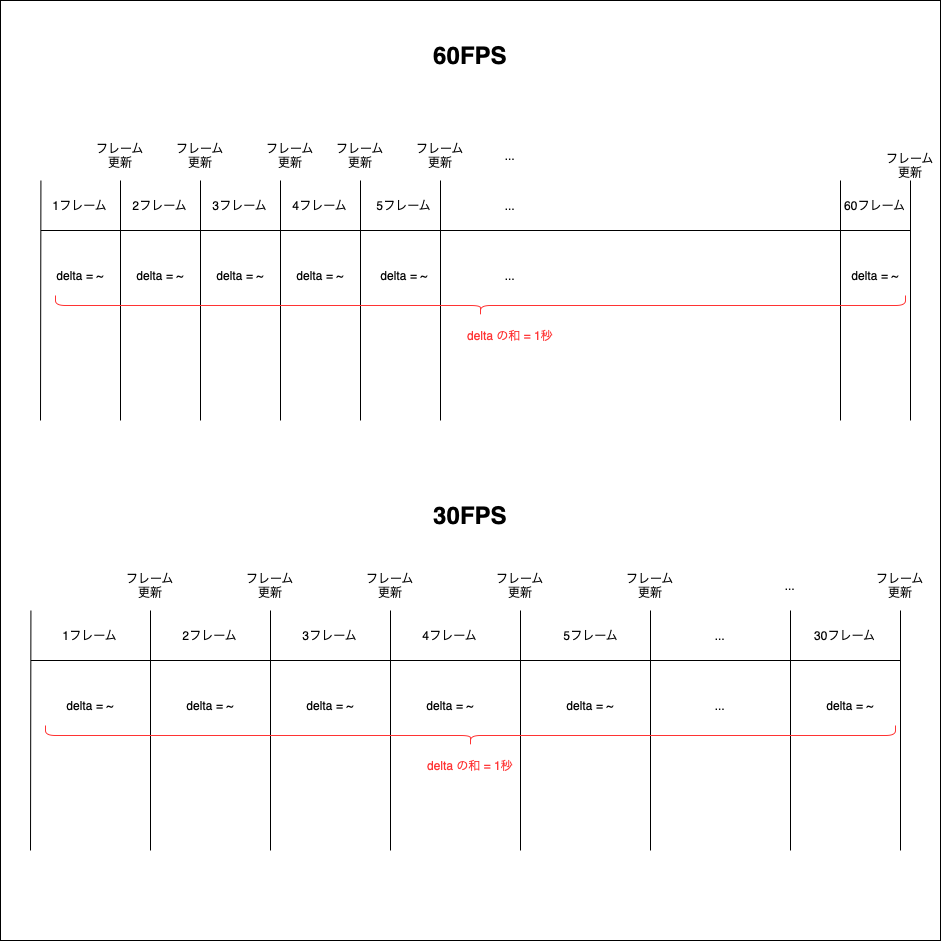 60FPS
フレーム
更新
フレーム
更新
フレーム
更新
フレーム
更新
フレーム
更新
...
フレーム
更新
1フレーム
2フレーム
3フレーム
4フレーム
5フレーム
...
60フレーム
delta = ~
delta = ~
delta = ~
delta = ~
delta = ~
...
delta = ~
delta の和 = 1秒
30FPS
フレーム
更新
フレーム
更新
フレーム
更新
フレーム
更新
フレーム
更新
...
フレーム
更新
1フレーム
2フレーム
3フレーム
4フレーム
5フレーム
...
30フレーム
delta = ~
delta = ~
delta = ~
delta = ~
delta = ~
...
delta = ~
delta の和 = 1秒